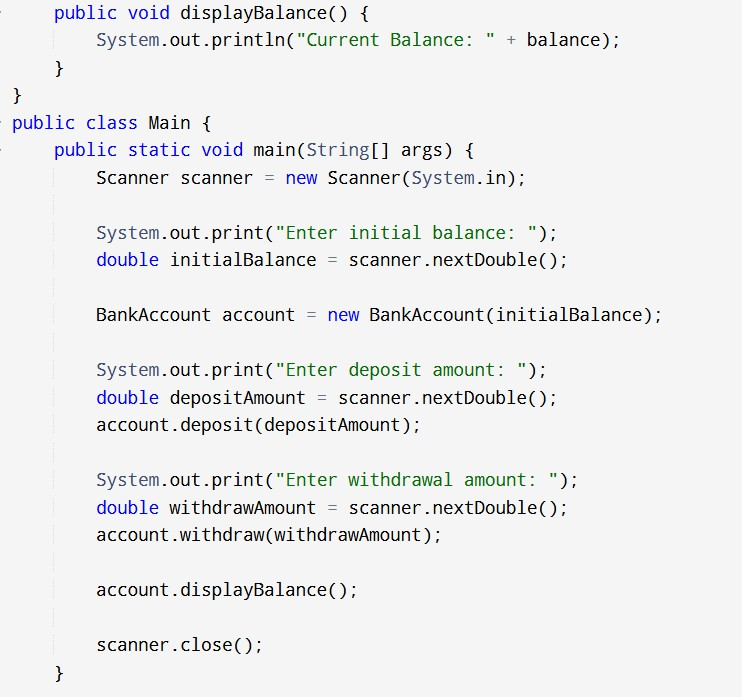 public void displayBalance() {
        System.out.println("Current Balance: " + balance);
    }
}
public class Main {
    public static void main(String[] args) {
        Scanner scanner = new Scanner(System.in);

        System.out.print("Enter initial balance: ");
        double initialBalance = scanner.nextDouble();

        BankAccount account = new BankAccount(initialBalance);

        System.out.print("Enter deposit amount: ");
        double depositAmount = scanner.nextDouble();
        account.deposit(depositAmount);

        System.out.print("Enter withdrawal amount: ");
        double withdrawAmount = scanner.nextDouble();
        account.withdraw(withdrawAmount);

        account.displayBalance();

        scanner.close();
    }